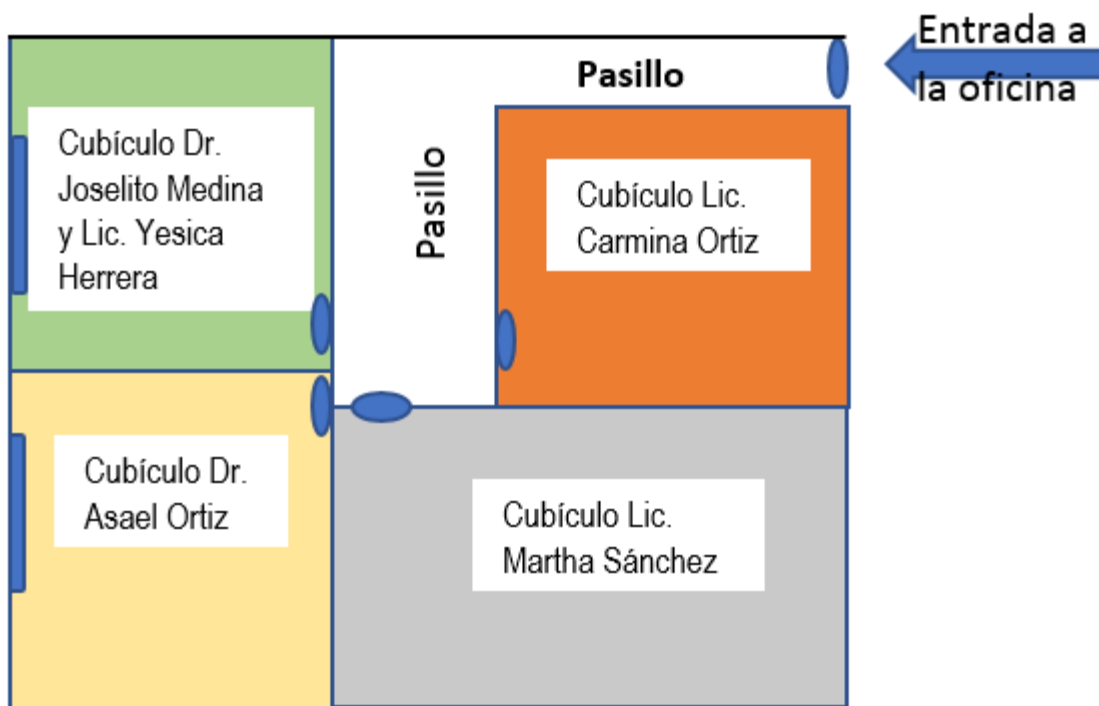 Entrada a
la oficina
Pasillo
Pasillo
Cubículo Dr.
Joselito Medina
y Lic. Yesica
Herrera
Cubículo Lic.
Carmina Ortiz
Cubículo Dr.
Asael Ortiz
Cubículo Lic.
Martha Sánchez